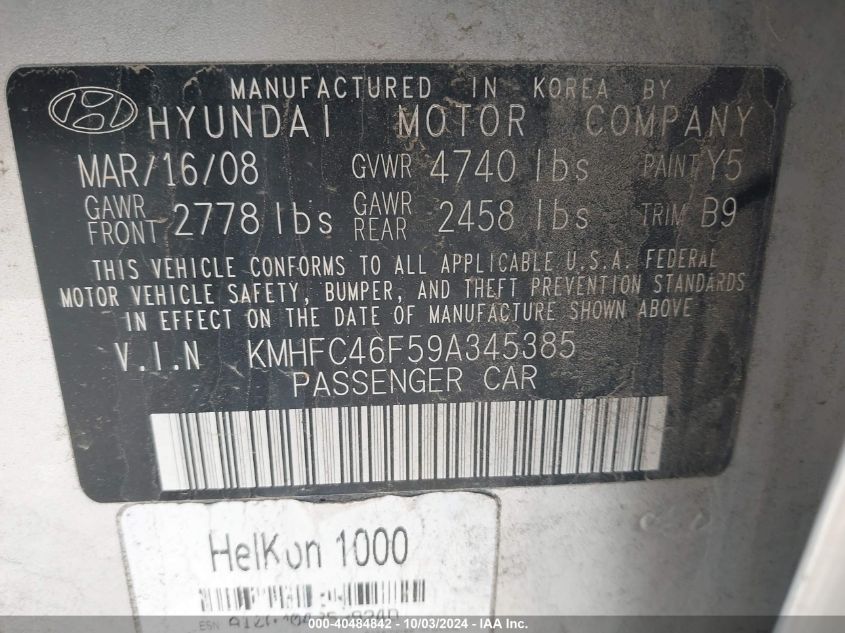 MANUFACTURED IN KOREA BY
HYUNDAI MOTOR COMPANY
MAR/16/08 GVWR 4740 lbs PAINT Y5
GAWR FRONT 2778 lbs GAWR REAR 2458 lbs TRIM B9
THIS VEHICLE CONFORMS TO ALL APPLICABLE U.S.A. FEDERAL
MOTOR VEHICLE SAFETY, BUMPER, AND THEFT PREVENTION STANDARDS
IN EFFECT ON THE DATE OF MANUFACTURE SHOWN ABOVE
V.I.N KMHFC46F59A345385
PASSENGER CAR
HelKon 1000
ESN
000-40484842 - 10/03/2024 - IAA Inc.